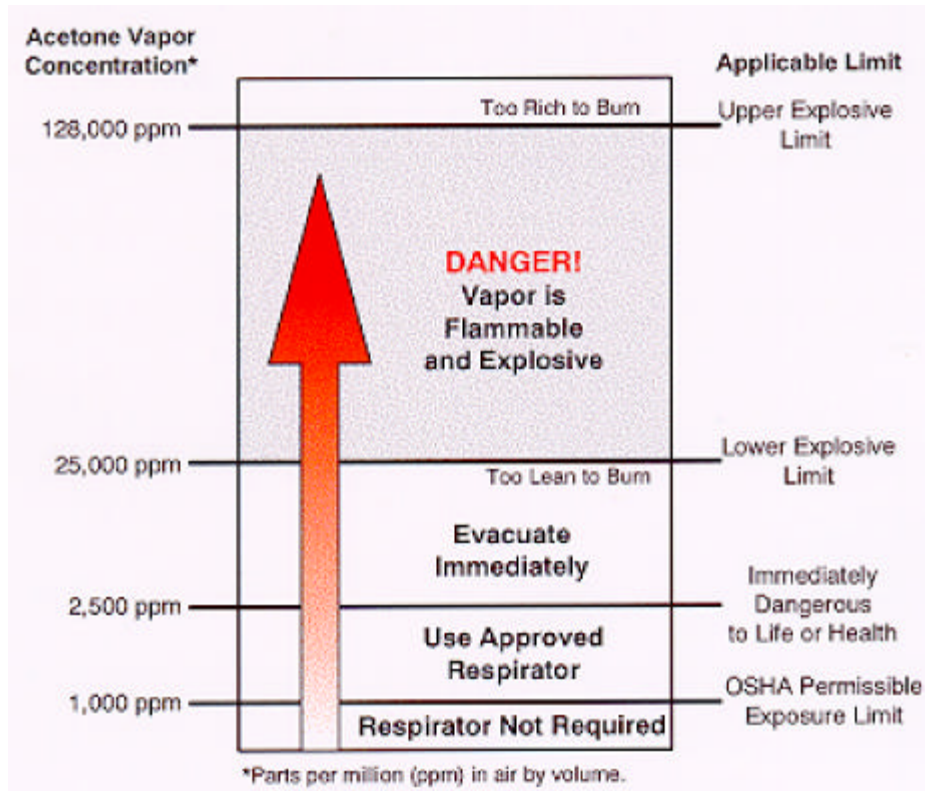 Acetone Vapor
Concentration*
Applicable Limit
Too Rich to Burn
128,000 ppm
Upper Explosive
Limit
DANGER!
Vapor is
Flammable
and Explosive
25,000 ppm
Lower Explosive
Limit
Too Lean to Burn
Evacuate
Immediately
2,500 ppm
Immediately
Dangerous
to Life or Health
Use Approved
Respirator
1,000 ppm
OSHA Permissible
Exposure Limit
Respirator Not Required
*Parts per million (ppm) in air by volume.